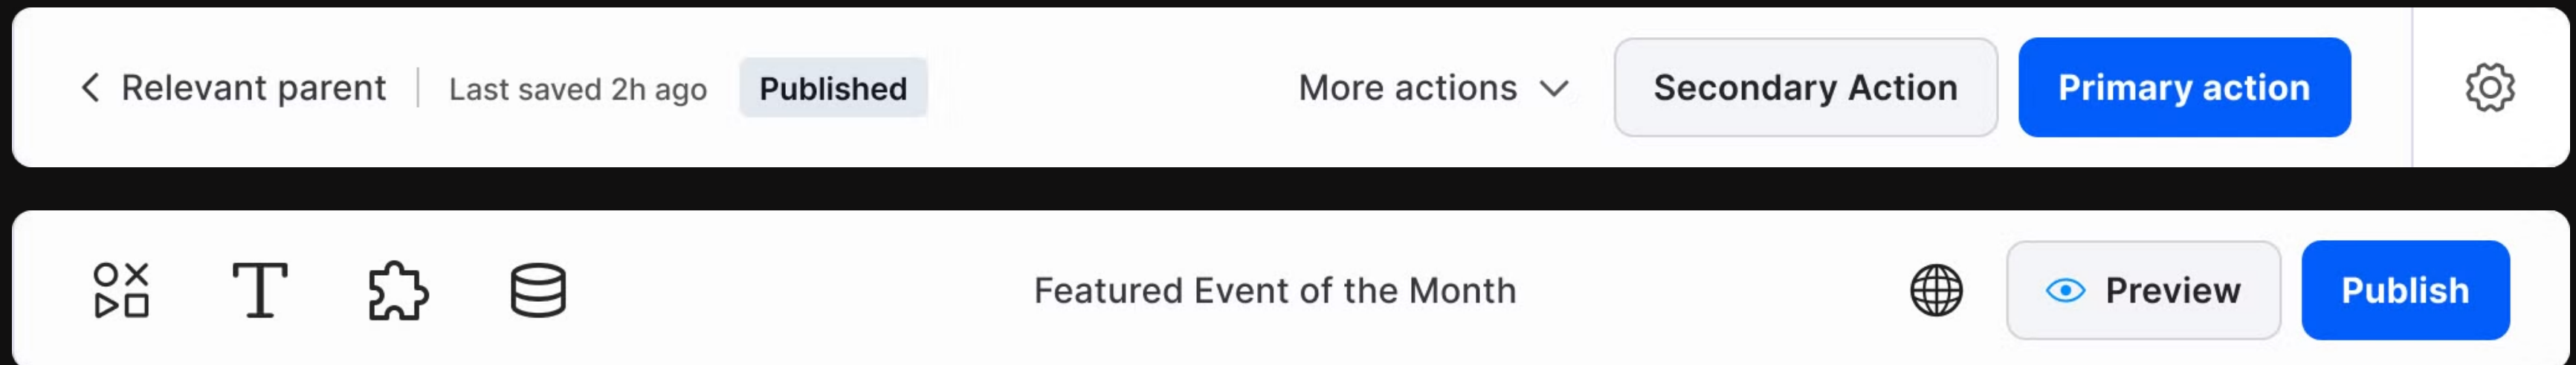 Relevant parent Last saved 2h ago Published More actions Secondary Action Primary action
Featured Event of the Month Preview Publish